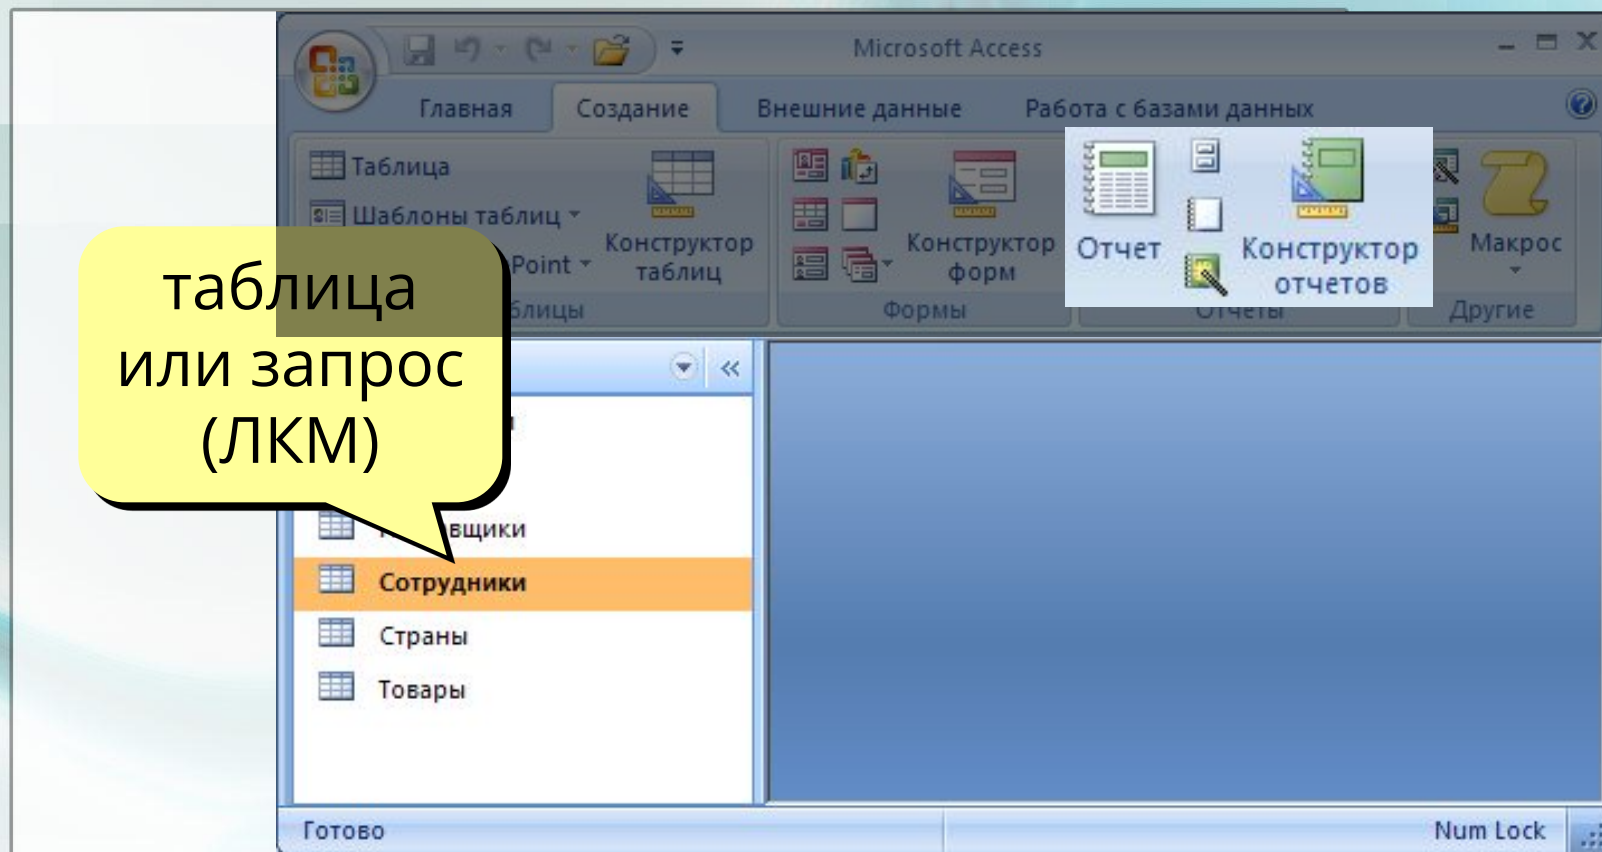 Microsoft Access
Главная Создание Внешние данные Работа с базами данных
Таблица
Шаблоны таблиц
Point
Конструктор
таблиц
Конструктор
форм
Отчет
Конструктор
отчетов
Макрос
Формы
Отчеты
Другие
таблица
или запрос
(ЛКМ)
Сотрудники
Страны
Товары
Готово
Num Lock